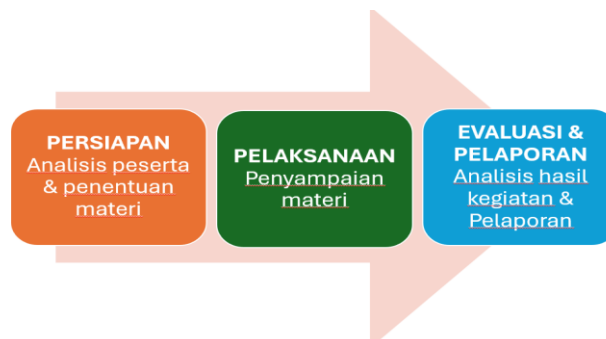 PERSIAPAN
Analisis peserta
& penentuan
materi
PELAKSANAAN
Penyampaian
materi
EVALUASI &
PELAPORAN
Analisis hasil
kegiatan &
Pelaporan